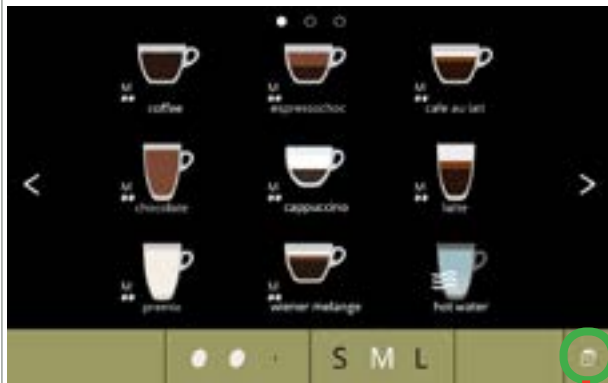 M
coffee
M
espressochoc
M
cafe au lait
<
M
chocolate
M
cappuccino
M
latte
>
M
M
wiener melange
hot water
S M L